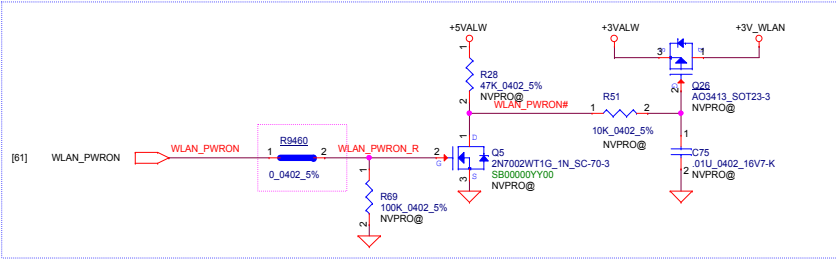 +5VALW
+3VALW
+3V_WLAN
1
R28
47K_0402_5%
NVPRO@
2
WLAN_PWRON#
3
1
D
S
G
2
Q26
AO3413_SOT23-3
NVPRO@
R51
1
2
10K_0402_5%
NVPRO@
1
C75
.01U_0402_16V7-K
NVPRO@
2
[61]
WLAN_PWRON
WLAN_PWRON
R9460
1
2
0_0402_5%
WLAN_PWRON_R
2
G
1
D
S
3
Q5
2N7002WT1G_1N_SC-70-3
SB00000YY00
NVPRO@
1
R69
100K_0402_5%
NVPRO@
2